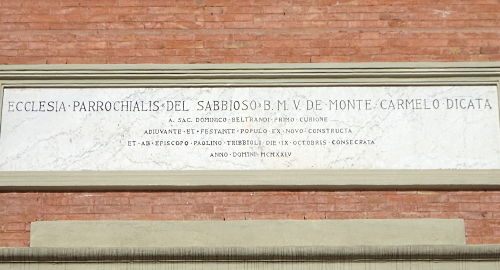 ECCLESIA·PARROCHIALIS·DEL SABBIOSO·B. M. V. DE MONTE CARMELO DICATA
A. SAC. DOMINICO BELTRANDI PRIMO CURIONE
ADIUVANTE·ET·FESTANTE POPULO EX NOVO CONSTRUCTA
ET·AB·EPISCOPO PAOLINO TRIBBIOLI DIE IX OCTOBRIS CONSECRATA
ANNO DOMINI MCMXXIV